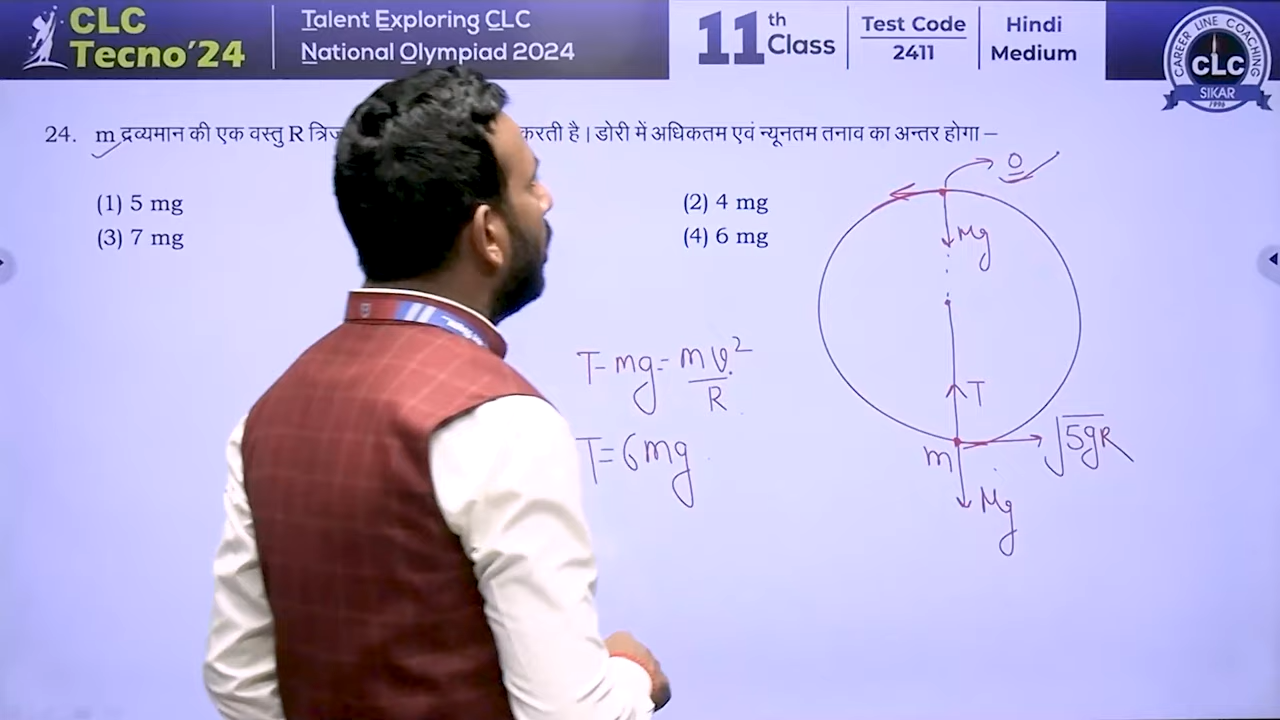 CLC
Tecno'24
Talent Exploring CLC
National Olympiad 2024
11th Class
Test Code
2411
Hindi
Medium
CAREER LINE COACHING
CLC
SIKAR
1996
24. m द्रव्यमान की एक वस्तु R करती है। डोरी में अधिकतम एवं न्यूनतम तनाव का अन्तर होगा –
(1) 5 mg
(2) 4 mg
(3) 7 mg
(4) 6 mg
0
Mg
T
√5gR
m
Mg
T - mg = mv²/R
T = 6mg